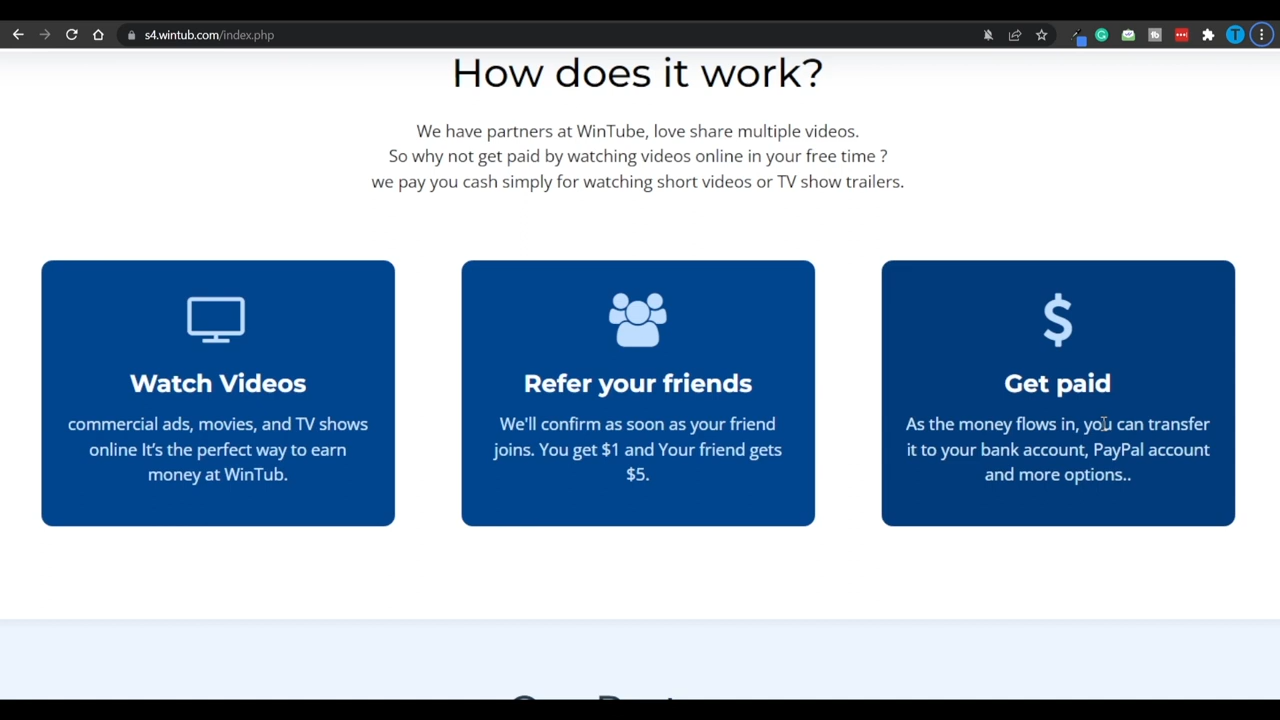 s4.wintub.com/index.php
How does it work?
We have partners at WinTube, love share multiple videos.
So why not get paid by watching videos online in your free time ?
we pay you cash simply for watching short videos or TV show trailers.
Watch Videos
commercial ads, movies, and TV shows
online It’s the perfect way to earn
money at WinTub.
Refer your friends
We'll confirm as soon as your friend
joins. You get $1 and Your friend gets
$5.
Get paid
As the money flows in, you can transfer
it to your bank account, PayPal account
and more options..